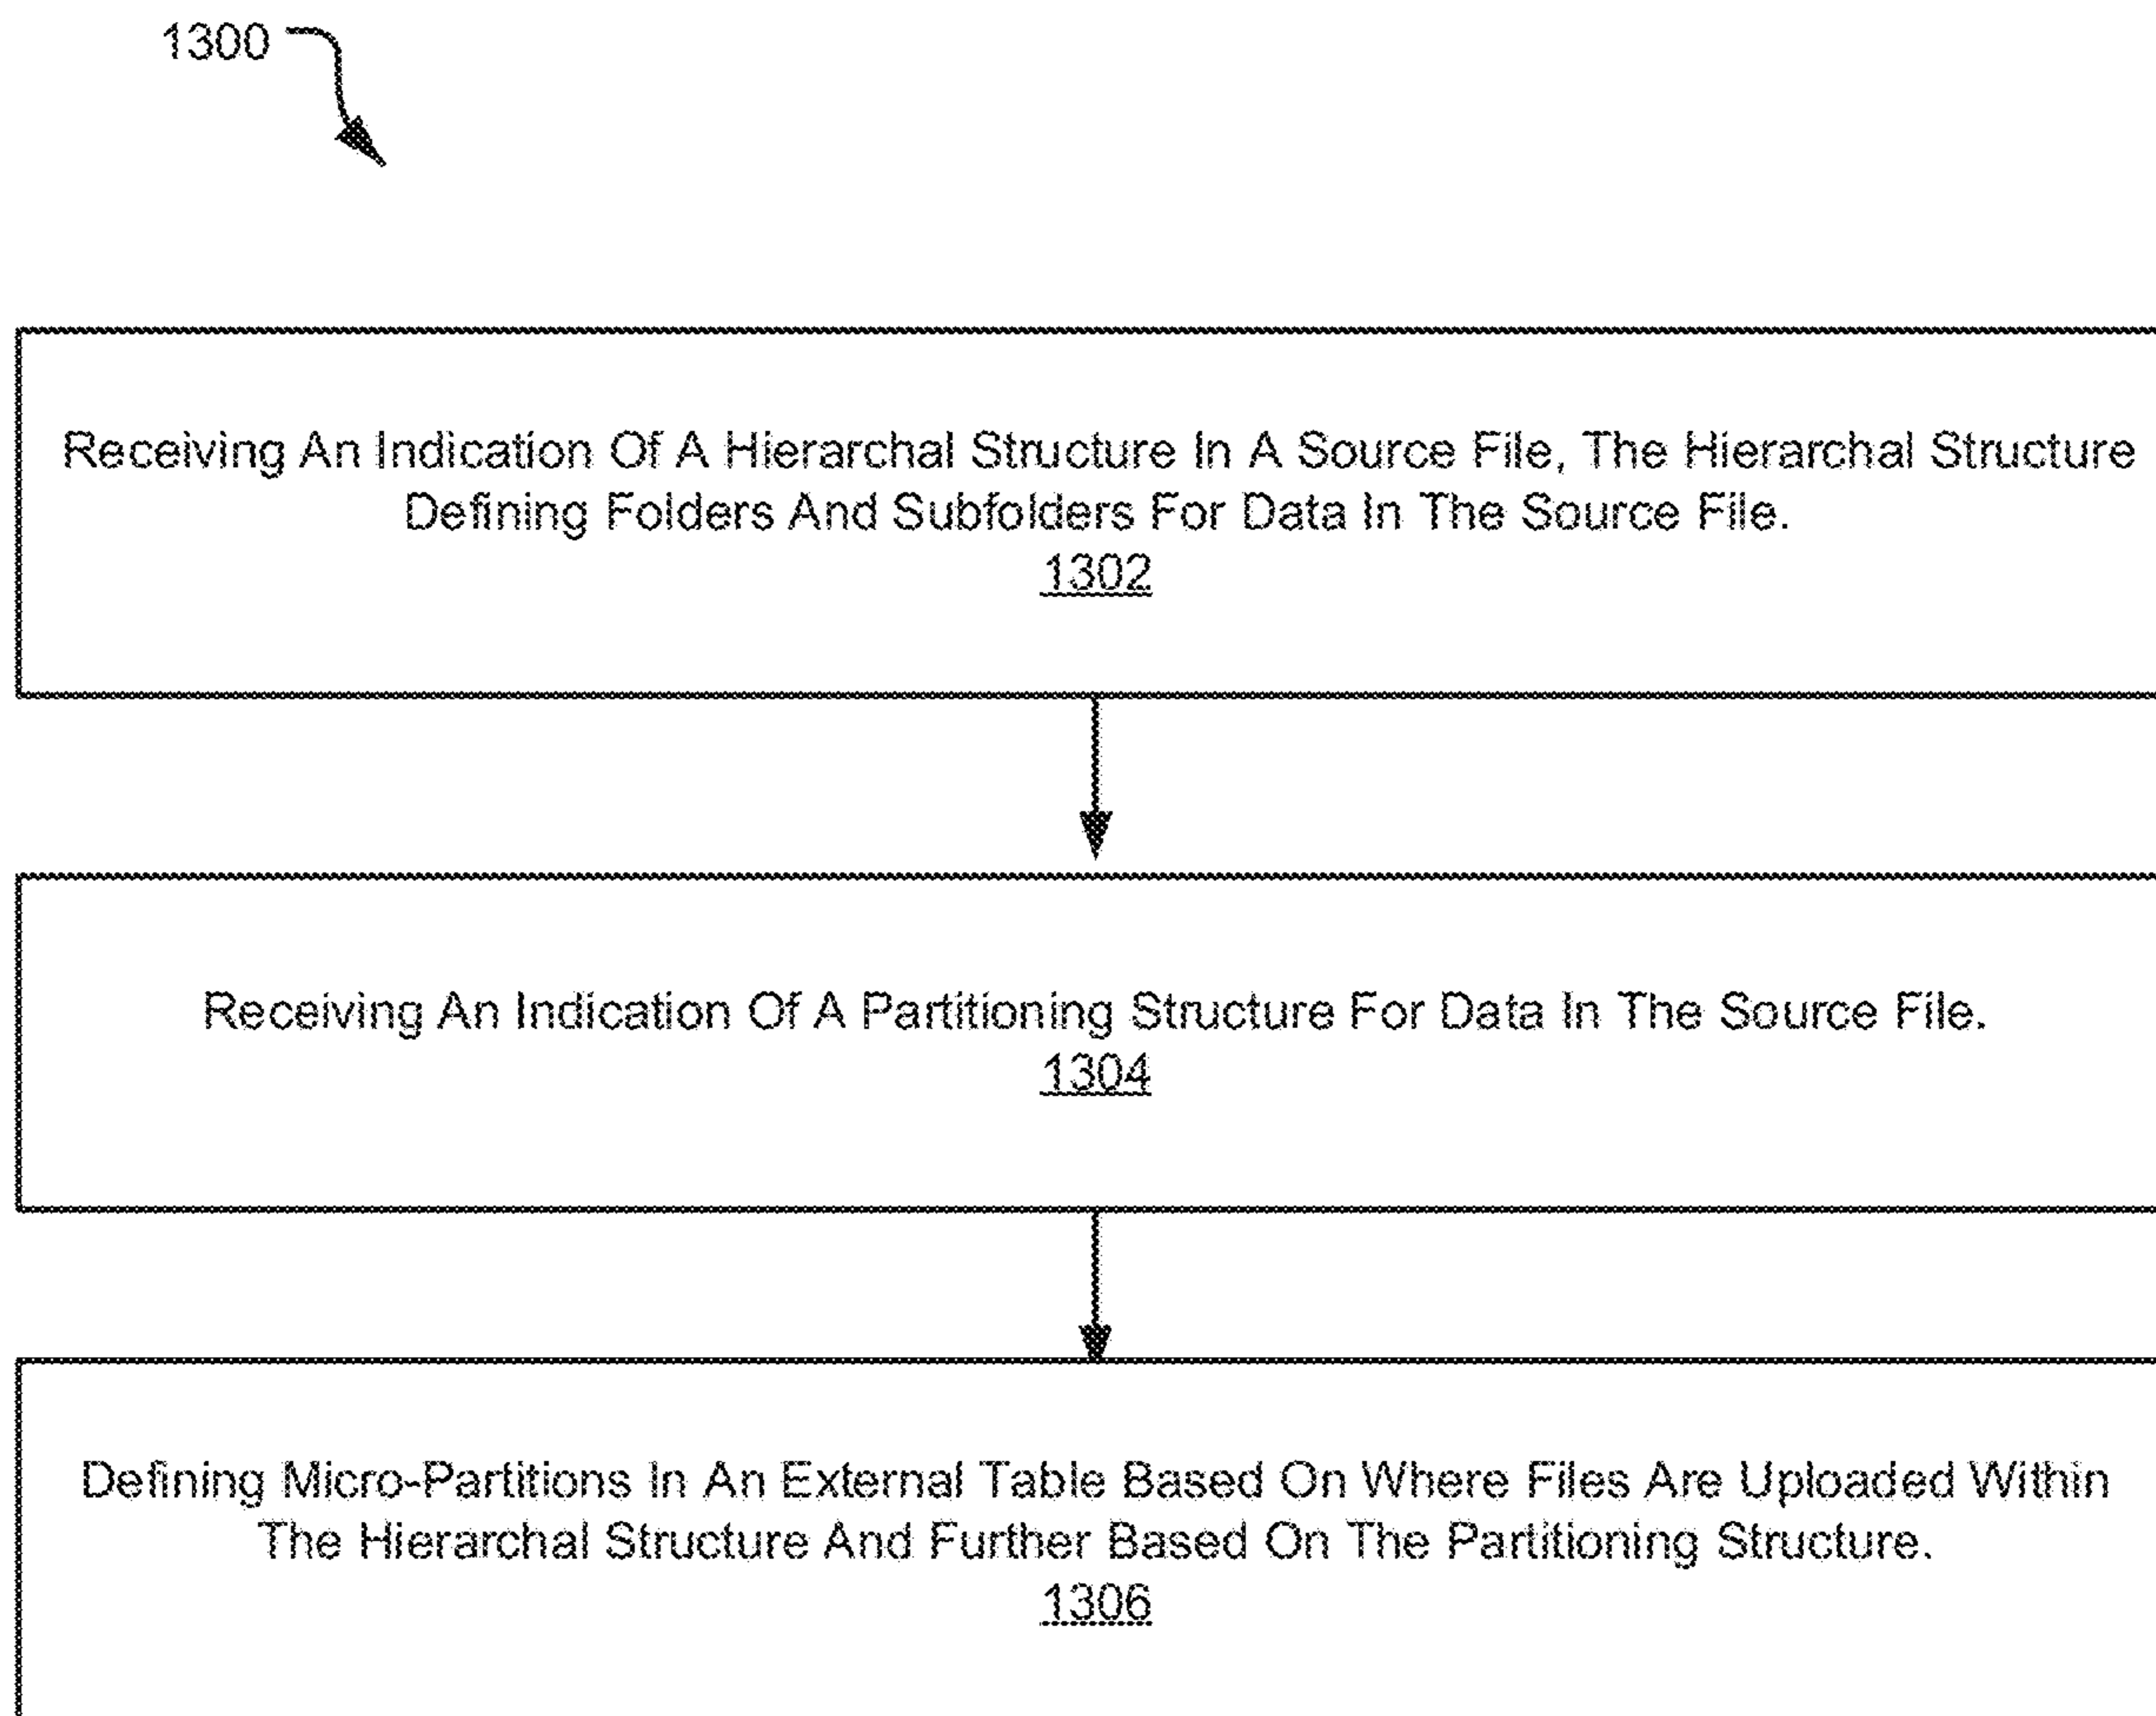 1300
Receiving An Indication Of A Hierarchal Structure In A Source File, The Hierarchal Structure
Defining Folders And Subfolders For Data In The Source File.
1302
Receiving An Indication Of A Partitioning Structure For Data In The Source File.
1304
Defining Micro-Partitions In An External Table Based On Where Files Are Uploaded Within
The Hierarchal Structure And Further Based On The Partitioning Structure.
1306